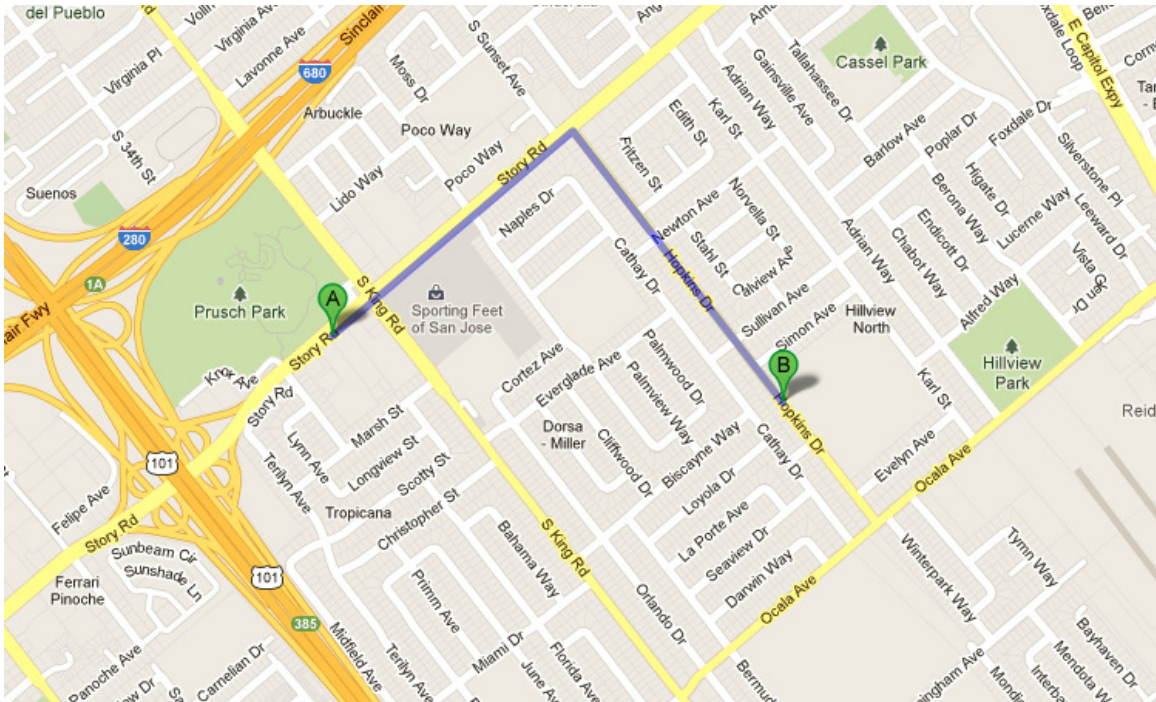 del Pueblo
Virginia Ave
Lavonne Ave
Virginia Pl
S 34th St
Suenos
280
680
Sinclair
Arbuckle
Moss Dr
S Sunset Ave
Poco Way
Poco Way
Lido Way
Story Rd
Naples Dr
Fritzen St
Edith St
Karl St
Adrian Way
Gainsville Ave
Tallahassee Dr
Cassel Park
Foxdale Loop
E Capitol Expy
Barlow Ave
Poplar Dr
Foxdale Dr
Silverstone Pl
Higate Dr
Berona Way
Lucerne Way
Leeward Dr
Endicott Dr
Chabot Way
Vista Glen Dr
Norvella St
Newton Ave
Stahl St
Hopkins Dr
Cathay Dr
Sullivan Ave
Simon Ave
Adrian Way
Alfred Way
Hillview
North
Hillview
Park
Karl St
Evelyn Ave
Ocala Ave
Reid
1A
Prusch Park
A
S King Rd
Sporting Feet
of San Jose
Story Rd
Knox Ave
Story Rd
Cortez Ave
Everglade Ave
Palmwood Dr
Palmview Way
B
Hopkins Dr
Cathay Dr
Dorsa
- Miller
Cliffwood Dr
Biscayne Way
Loyola Dr
La Porte Ave
Seaview Dr
Darwin Way
Marsh St
Lynn Ave
Longview St
Scotty St
Terilyn Ave
Tropicana
Christopher St
101
Felipe Ave
Story Rd
Sunbeam Cir
Sunshade Ln
Ferrari
Pinoche
101
385
S King Rd
Bahama Way
Primm Ave
Miami Dr
Orlando Dr
Ocala Ave
Winterpark Way
Tymn Way
Bayhaven Dr
Midfield Ave
Terilyn Ave
June Ave
Florida Ave
Panoche Ave
Carnelian Dr